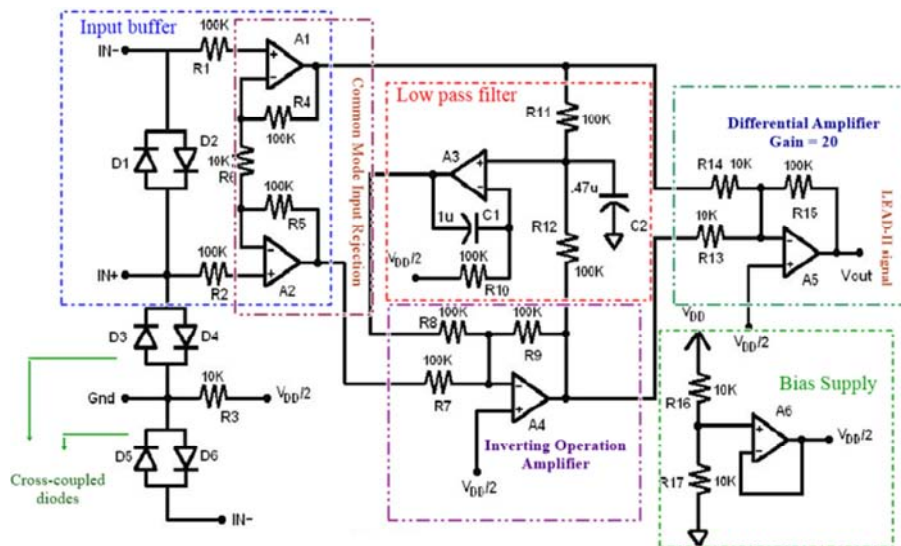 Input buffer
IN-
100K
R1
A1
+
-
R4
100K
10K
R6
D1
D2
100K
R5
IN+
100K
R2
-
+
A2
Common Mode Input Rejection
D3
D4
Gnd
10K
R3
V_DD/2
D5
D6
IN-
Cross-coupled
diodes
Low pass filter
R11
100K
A3
+
-
.47u
C2
1u
C1
R12
100K
V_DD/2
100K
R10
100K
R8
100K
R9
100K
R7
-
+
A4
V_DD/2
Inverting Operation
Amplifier
Differential Amplifier
Gain = 20
R14
10K
100K
R15
10K
R13
-
+
A5
Vout
V_DD/2
LEAD-II signal
V_DD
R16
10K
Bias Supply
A6
+
-
V_DD/2
R17
10K